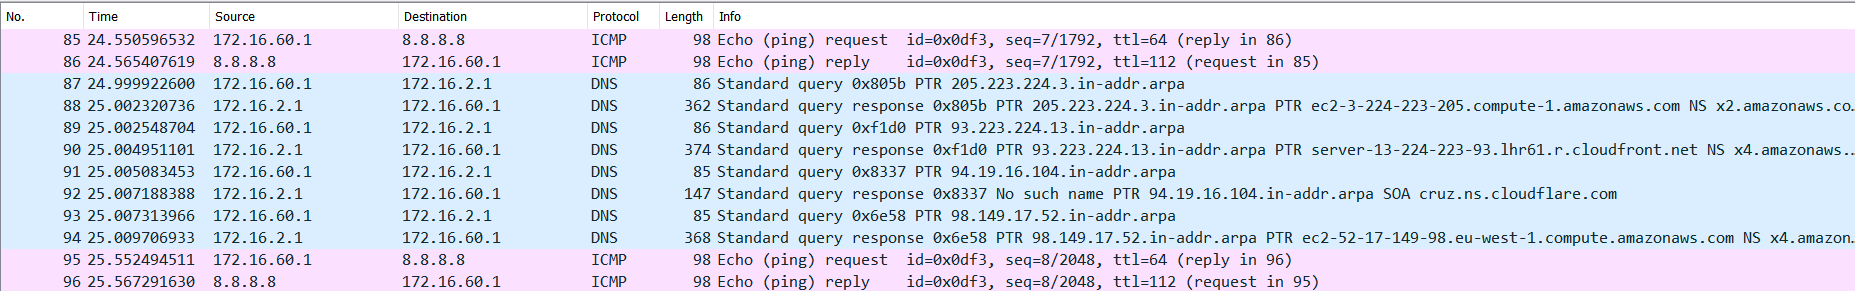 No. Time Source Destination Protocol Length Info
85 24.550596532 172.16.60.1 8.8.8.8 ICMP 98 Echo (ping) request id=0x0df3, seq=7/1792, ttl=64 (reply in 86)
86 24.565407619 8.8.8.8 172.16.60.1 ICMP 98 Echo (ping) reply id=0x0df3, seq=7/1792, ttl=112 (request in 85)
87 24.999922600 172.16.60.1 172.16.2.1 DNS 86 Standard query 0x805b PTR 205.223.224.3.in-addr.arpa
88 25.002320736 172.16.2.1 172.16.60.1 DNS 362 Standard query response 0x805b PTR 205.223.224.3.in-addr.arpa PTR ec2-3-224-223-205.compute-1.amazonaws.com NS x2.amazonaws.co…
89 25.002548704 172.16.60.1 172.16.2.1 DNS 86 Standard query 0xf1d0 PTR 93.223.224.13.in-addr.arpa
90 25.004951101 172.16.2.1 172.16.60.1 DNS 374 Standard query response 0xf1d0 PTR 93.223.224.13.in-addr.arpa PTR server-13-224-223-93.lhr61.r.cloudfront.net NS x4.amazonaws.…
91 25.005083453 172.16.60.1 172.16.2.1 DNS 85 Standard query 0x8337 PTR 94.19.16.104.in-addr.arpa
92 25.007188388 172.16.2.1 172.16.60.1 DNS 147 Standard query response 0x8337 No such name PTR 94.19.16.104.in-addr.arpa SOA cruz.ns.cloudflare.com
93 25.007313966 172.16.60.1 172.16.2.1 DNS 85 Standard query 0x6e58 PTR 98.149.17.52.in-addr.arpa
94 25.009706933 172.16.2.1 172.16.60.1 DNS 368 Standard query response 0x6e58 PTR 98.149.17.52.in-addr.arpa PTR ec2-52-17-149-98.eu-west-1.compute.amazonaws.com NS x4.amazon…
95 25.552494511 172.16.60.1 8.8.8.8 ICMP 98 Echo (ping) request id=0x0df3, seq=8/2048, ttl=64 (reply in 96)
96 25.567291630 8.8.8.8 172.16.60.1 ICMP 98 Echo (ping) reply id=0x0df3, seq=8/2048, ttl=112 (request in 95)